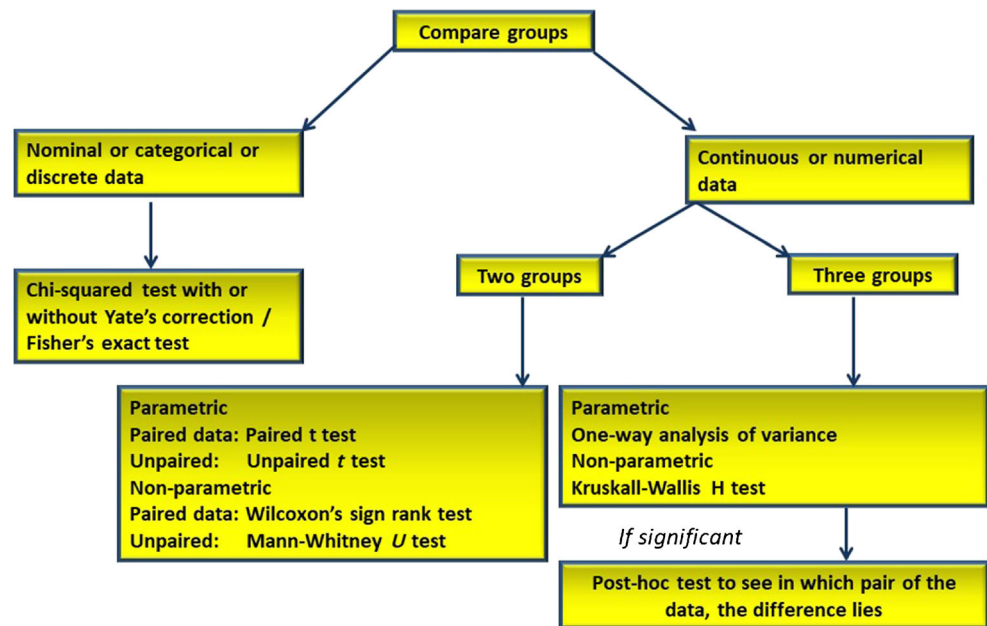 Compare groups
Nominal or categorical or
discrete data
Continuous or numerical
data
Chi-squared test with or
without Yate's correction /
Fisher's exact test
Two groups
Three groups
Parametric
Paired data: Paired t test
Unpaired: Unpaired t test
Non-parametric
Paired data: Wilcoxon's sign rank test
Unpaired: Mann-Whitney U test
Parametric
One-way analysis of variance
Non-parametric
Kruskall-Wallis H test
If significant
Post-hoc test to see in which pair of the
data, the difference lies